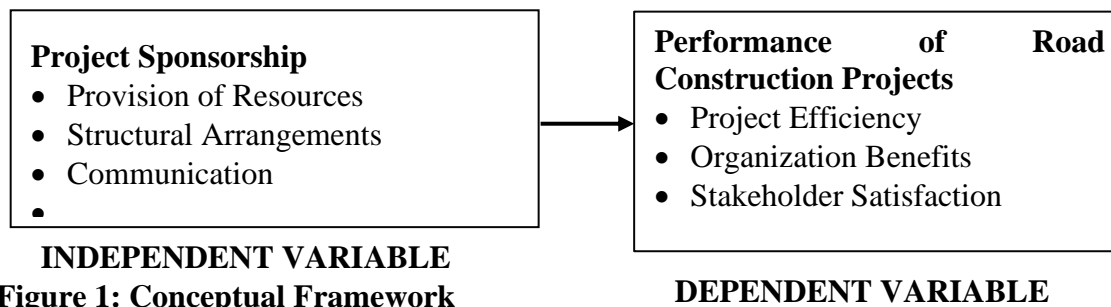 Project Sponsorship
• Provision of Resources
• Structural Arrangements
• Communication
•
INDEPENDENT VARIABLE
Performance of Road
Construction Projects
• Project Efficiency
• Organization Benefits
• Stakeholder Satisfaction
DEPENDENT VARIABLE
Figure 1: Conceptual Framework